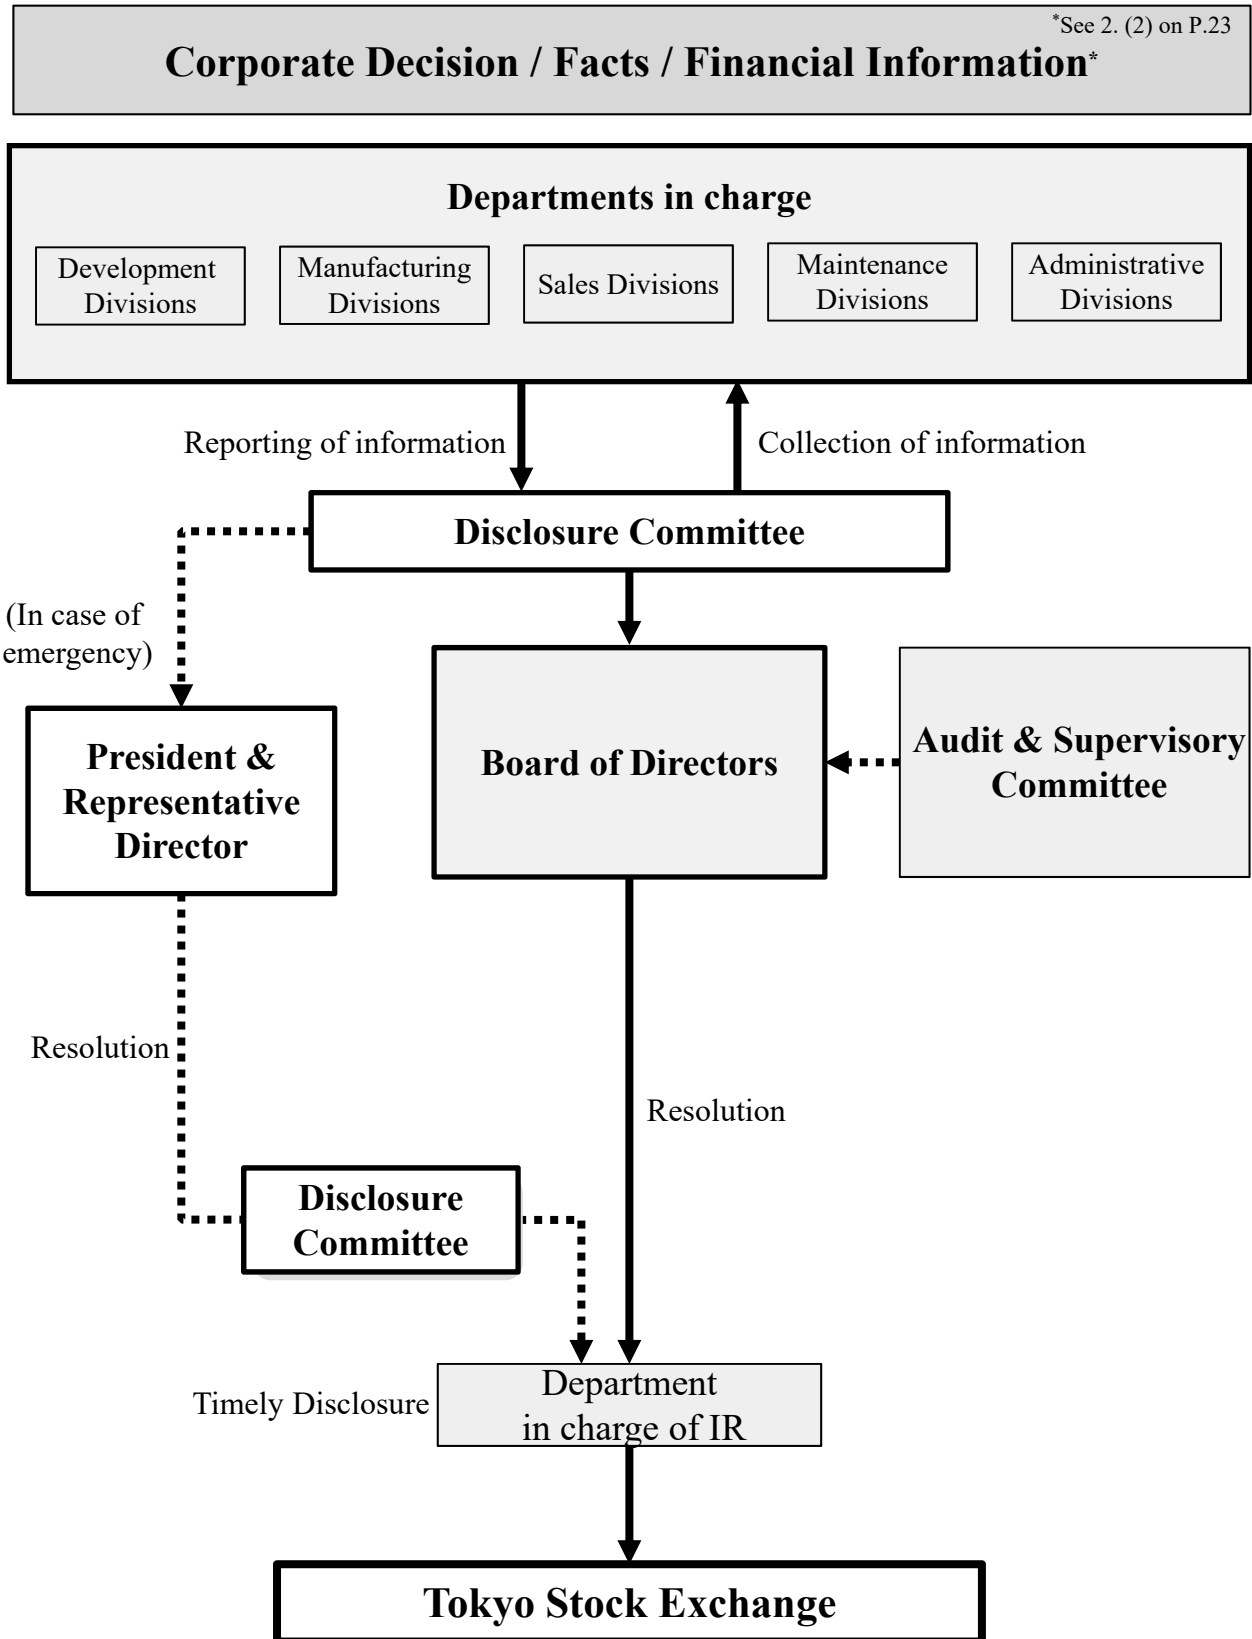 *See 2. (2) on P.23
Corporate Decision / Facts / Financial Information*
Departments in charge
Development
Divisions
Manufacturing
Divisions
Sales Divisions
Maintenance
Divisions
Administrative
Divisions
Reporting of information
Collection of information
Disclosure Committee
(In case of
emergency)
President &
Representative
Director
Board of Directors
Audit & Supervisory
Committee
Resolution
Resolution
Disclosure
Committee
Timely Disclosure
Department
in charge of IR
Tokyo Stock Exchange